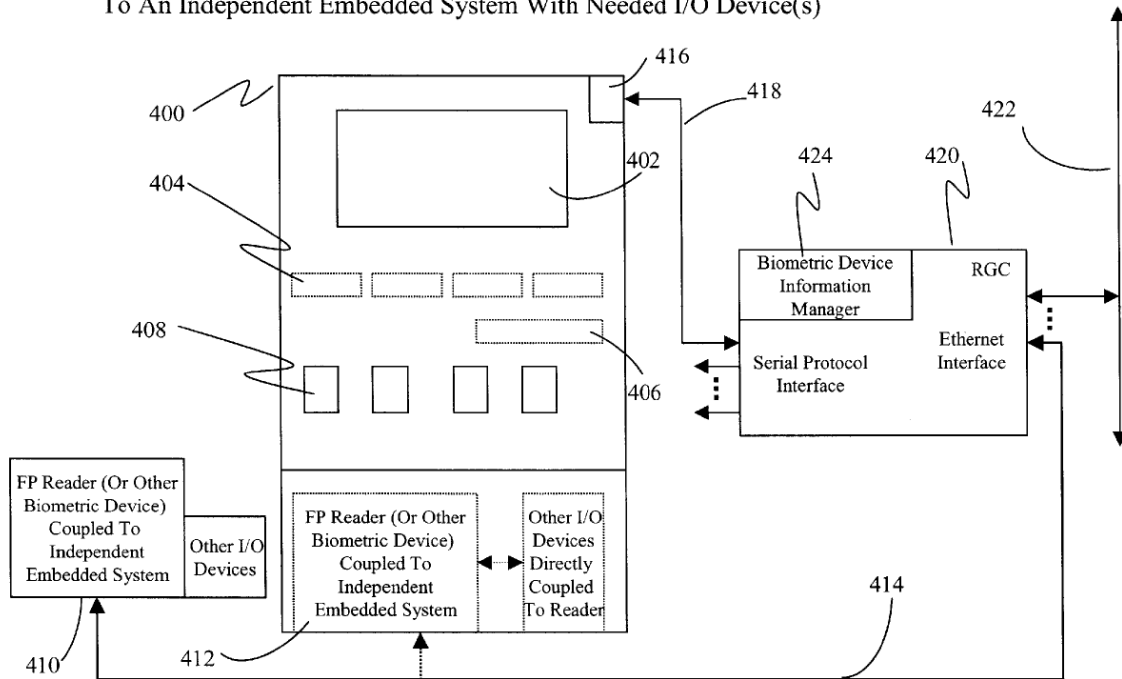 To An Independent Embedded System With Needed I/O Device(s)
416
400
418
422
402
424
420
404
Biometric Device
Information
Manager
RGC
408
Ethernet
Interface
Serial Protocol
Interface
406
FP Reader (Or Other
Biometric Device)
Coupled To
Independent
Embedded System
Other I/O
Devices
FP Reader (Or Other
Biometric Device)
Coupled To
Independent
Embedded System
Other I/O
Devices
Directly
Coupled
To Reader
414
410
412